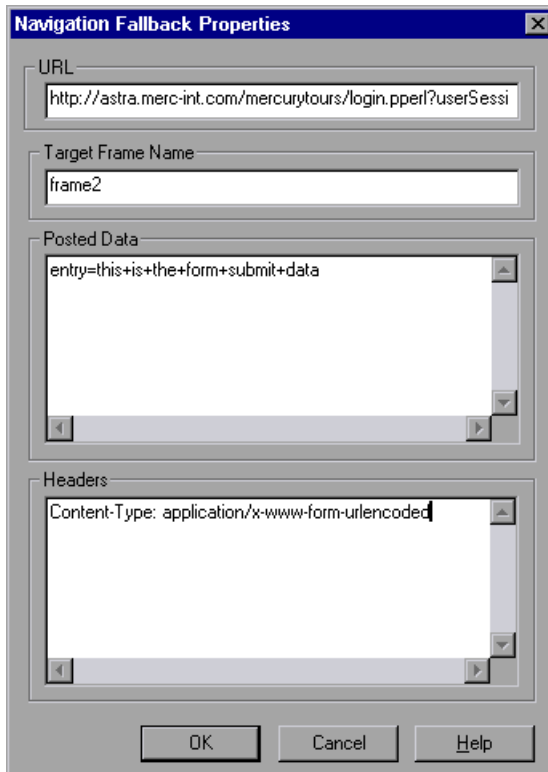 Navigation Fallback Properties
URL
http://astra.merc-int.com/mercurytours/login.pperl?userSessi
Target Frame Name
frame2
Posted Data
entry=this+is+the+form+submit+data
Headers
Content-Type: application/x-www-form-urlencoded
OK Cancel Help